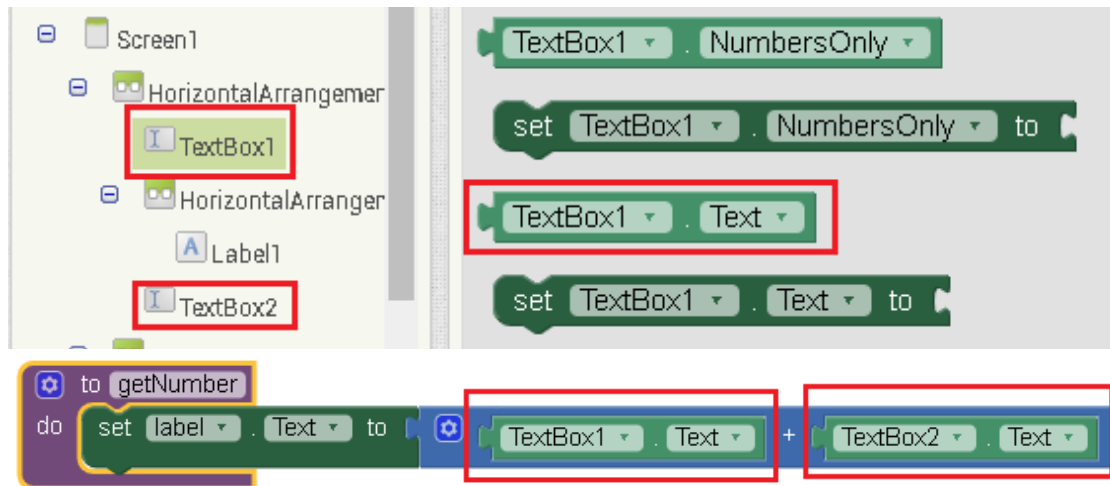 Screen1
HorizontalArrangemer
TextBox1
HorizontalArranger
Label1
TextBox2
TextBox1 . NumbersOnly
set TextBox1 . NumbersOnly to
TextBox1 . Text
set TextBox1 . Text to
to getNumber
do set label . Text to TextBox1 . Text + TextBox2 . Text